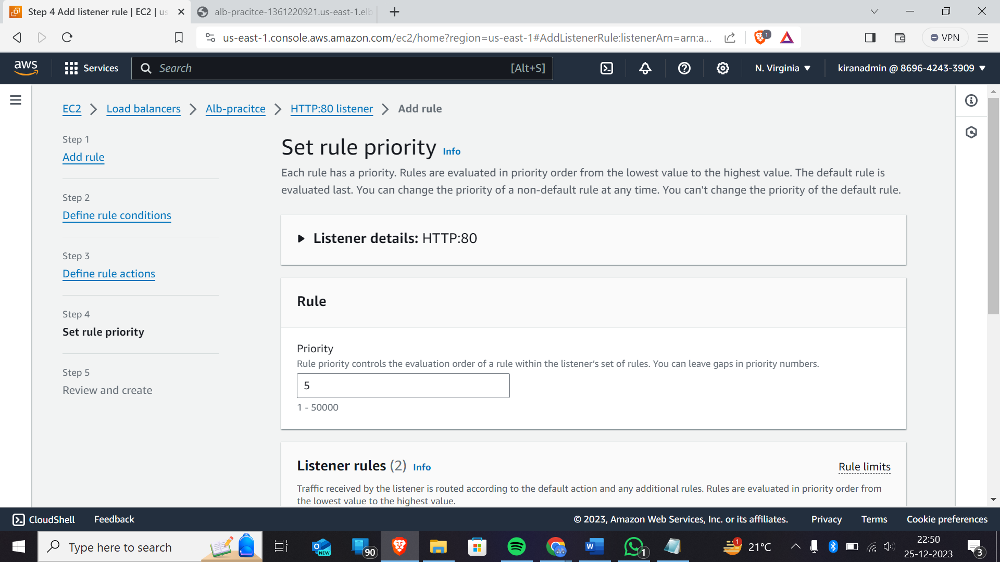 Step 4 Add listener rule | EC2 | us
alb-pracitce-1361220921.us-east-1.elb
us-east-1.console.aws.amazon.com/ec2/home?region=us-east-1#AddListenerRule:listenerArn=arn:a...
1
VPN
aws
Services
Search
[Alt+S]
N. Virginia
kiranadmin @ 8696-4243-3909
EC2
Load balancers
Alb-pracitce
HTTP:80 listener
Add rule
Step 1
Add rule
Step 2
Define rule conditions
Step 3
Define rule actions
Step 4
Set rule priority
Step 5
Review and create
Set rule priority Info
Each rule has a priority. Rules are evaluated in priority order from the lowest value to the highest value. The default rule is
evaluated last. You can change the priority of a non-default rule at any time. You can't change the priority of the default rule.
Listener details: HTTP:80
Rule
Priority
Rule priority controls the evaluation order of a rule within the listener’s set of rules. You can leave gaps in priority numbers.
5
1 - 50000
Listener rules (2) Info
Rule limits
Traffic received by the listener is routed according to the default action and any additional rules. Rules are evaluated in priority order from
the lowest value to the highest value.
CloudShell
Feedback
© 2023, Amazon Web Services, Inc. or its affiliates.
Privacy
Terms
Cookie preferences
Type here to search
NEW
90
W
1
1
21°C
22:50
25-12-2023
3